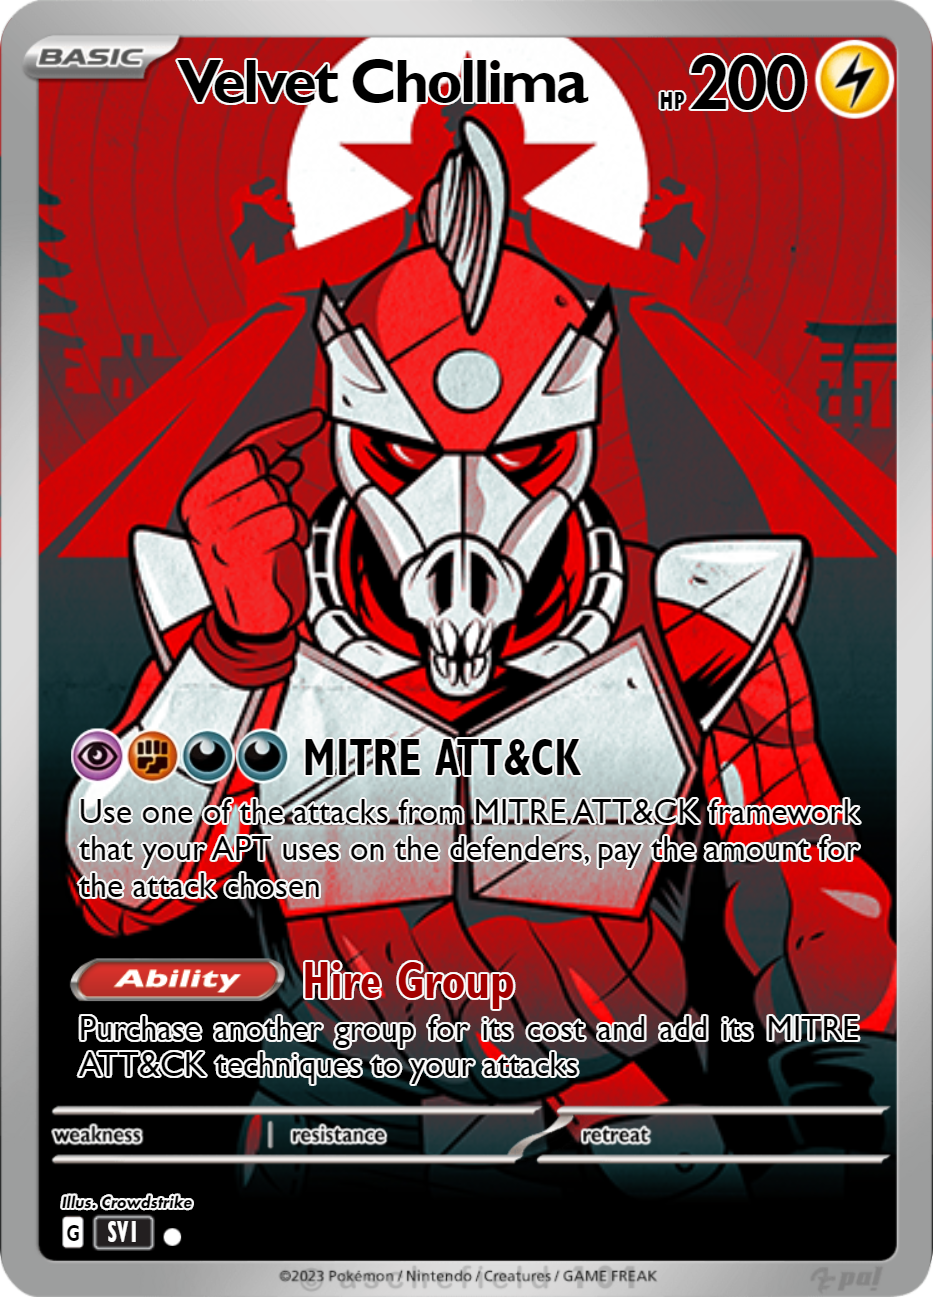 BASIC Velvet Chollima HP 200
MITRE ATT&CK
Use one of the attacks from MITRE ATT&CK framework
that your APT uses on the defenders, pay the amount for
the attack chosen
Ability Hire Group
Purchase another group for its cost and add its MITRE
ATT&CK techniques to your attacks
weakness | resistance retreat
Illus. Crowdstrike
G SVI
©2023 Pokémon / Nintendo / Creatures / GAME FREAK